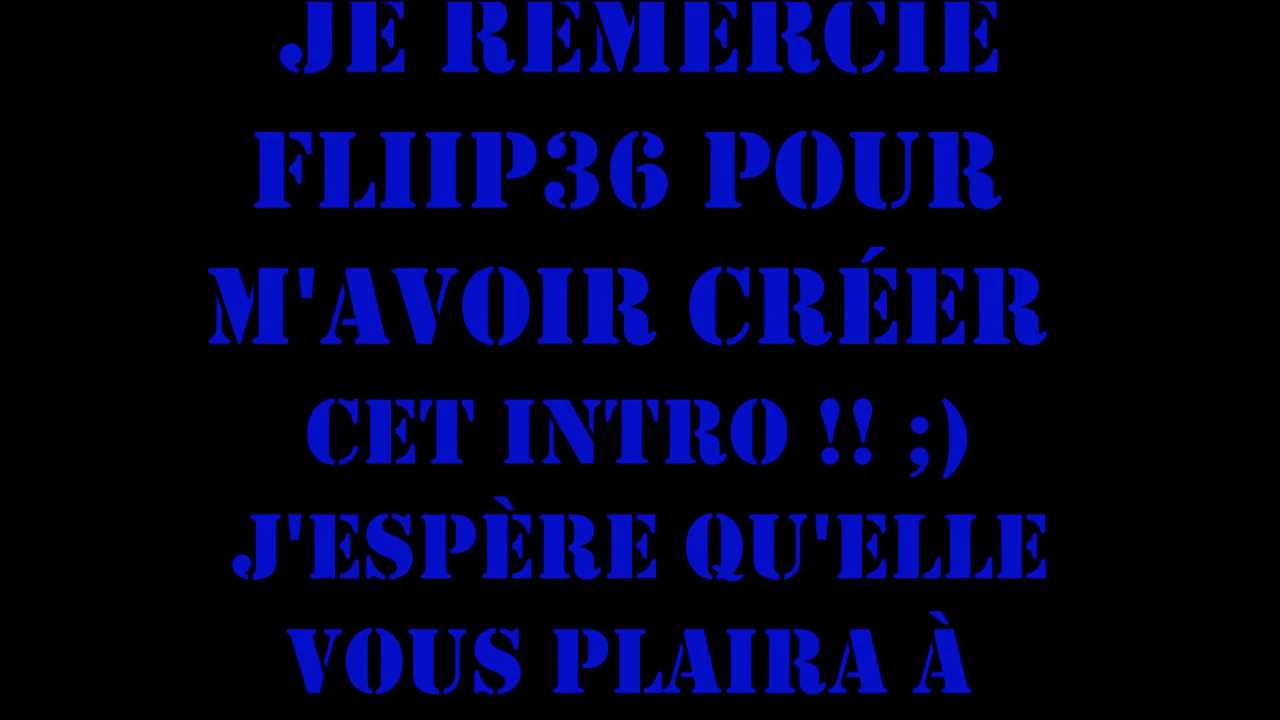 JE REMERCIE
FLIIP36 POUR
M'AVOIR CRÉER
CET INTRO !! ;)
J'ESPÈRE QU'ELLE
VOUS PLAIRA À